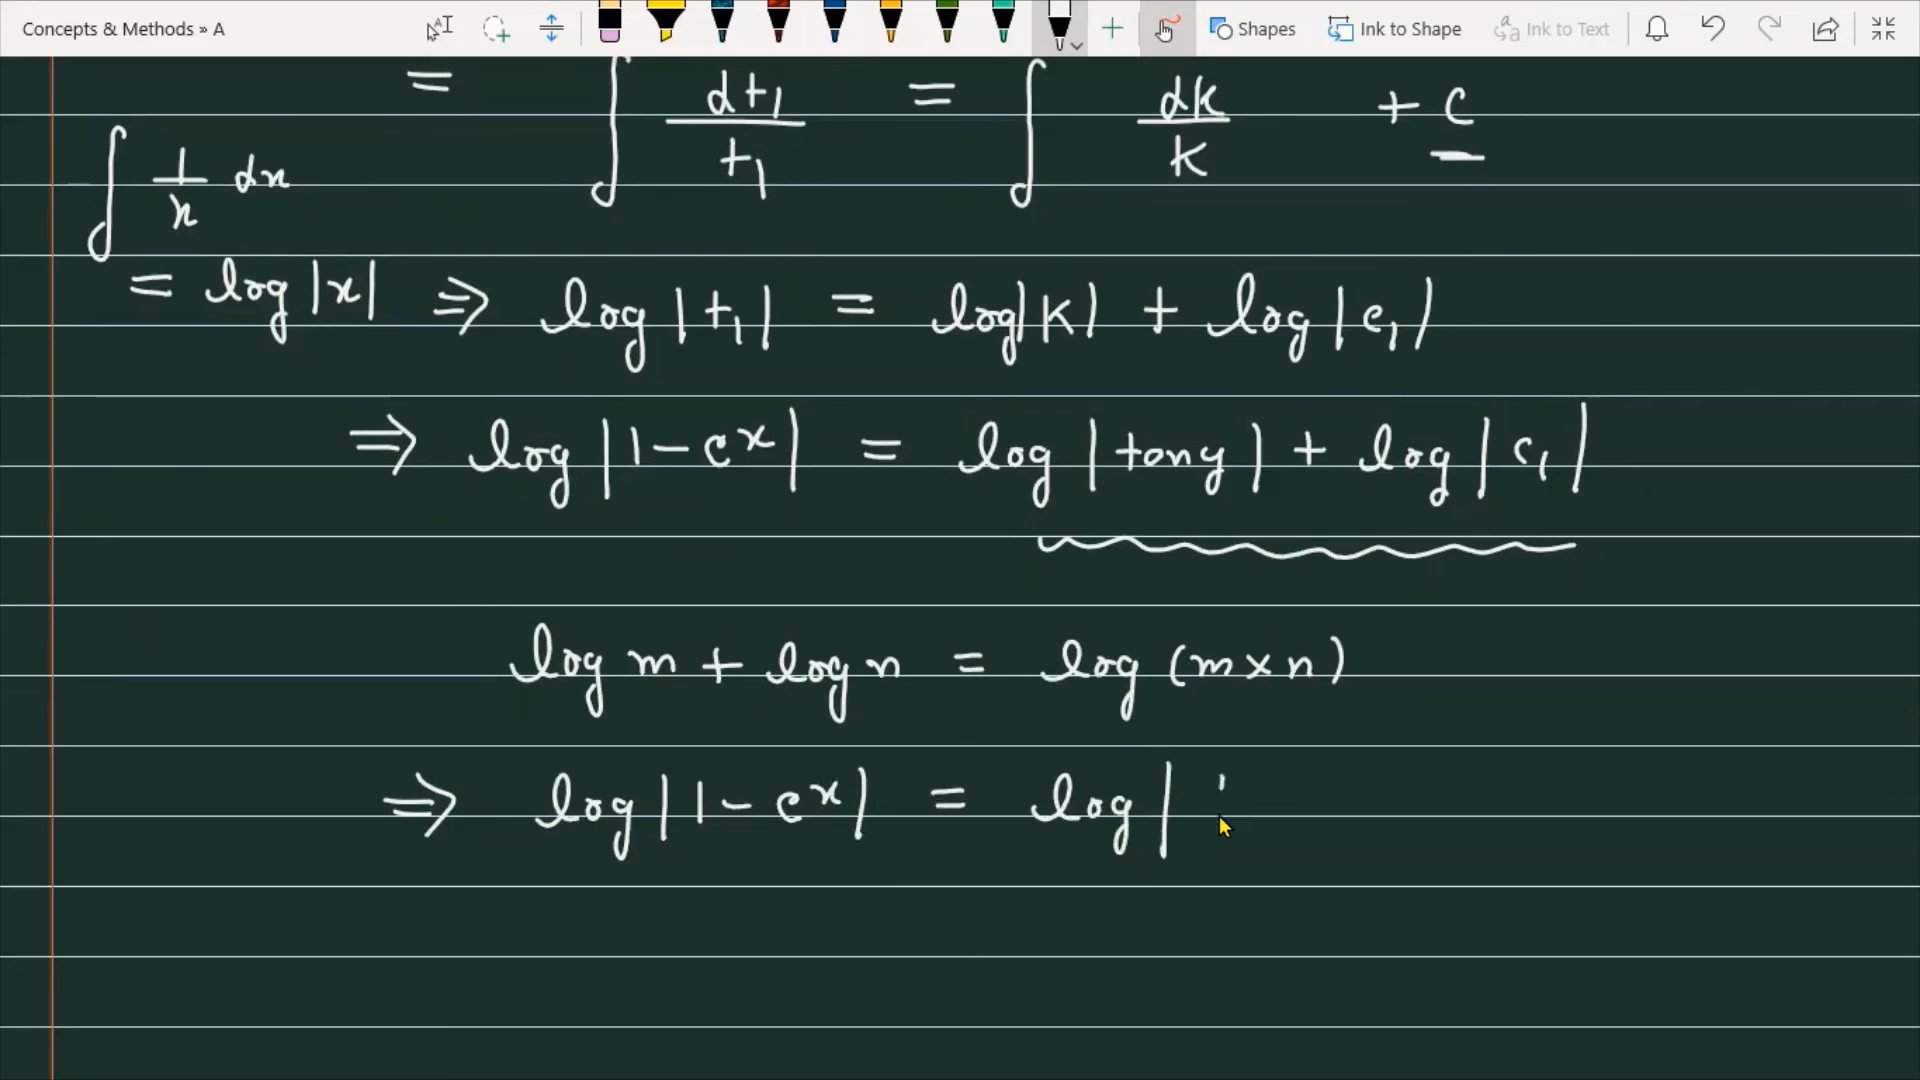 Concepts & Methods » A Shapes Ink to Shape Ink to Text
= ∫ dt₁/t₁ = ∫ dk/k + c
∫ 1/x dx
= log|x| ⇒ log|t₁| = log|k| + log|c₁|
⇒ log|1-eˣ| = log|tany| + log|c₁|
log m + log n = log (m×n)
⇒ log|1-eˣ| = log|